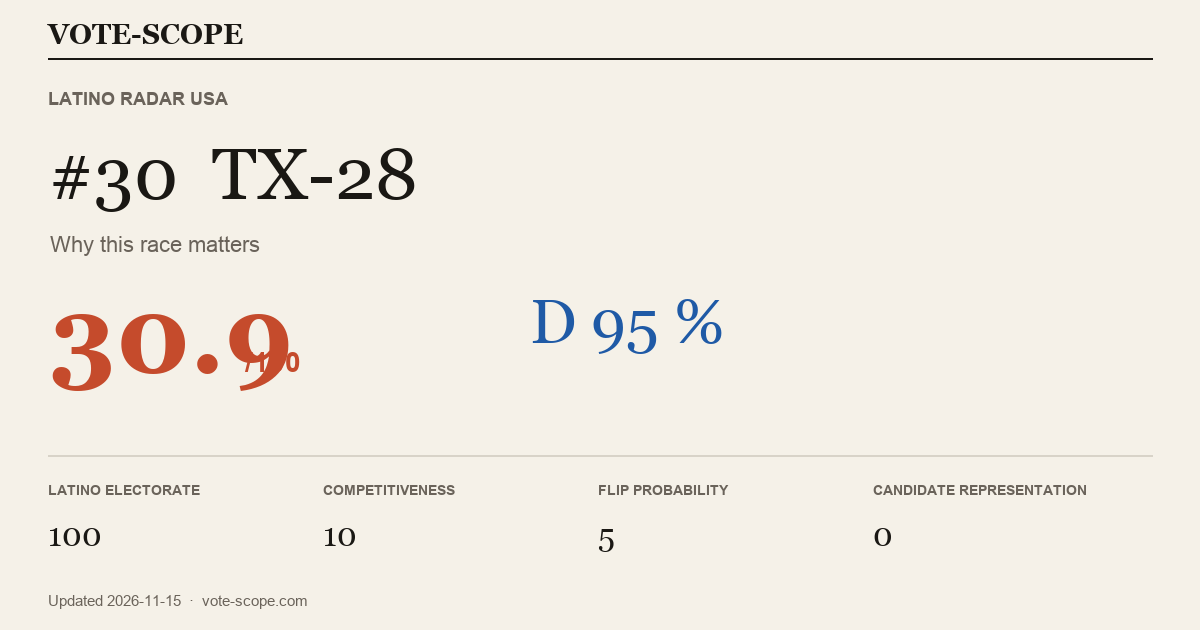 VOTE-SCOPE
LATINO RADAR USA
#30 TX-28
Why this race matters
30.9
D 95 %
LATINO ELECTORATE COMPETITIVENESS FLIP PROBABILITY CANDIDATE REPRESENTATION
100 10 5 0
Updated 2026-11-15 · vote-scope.com